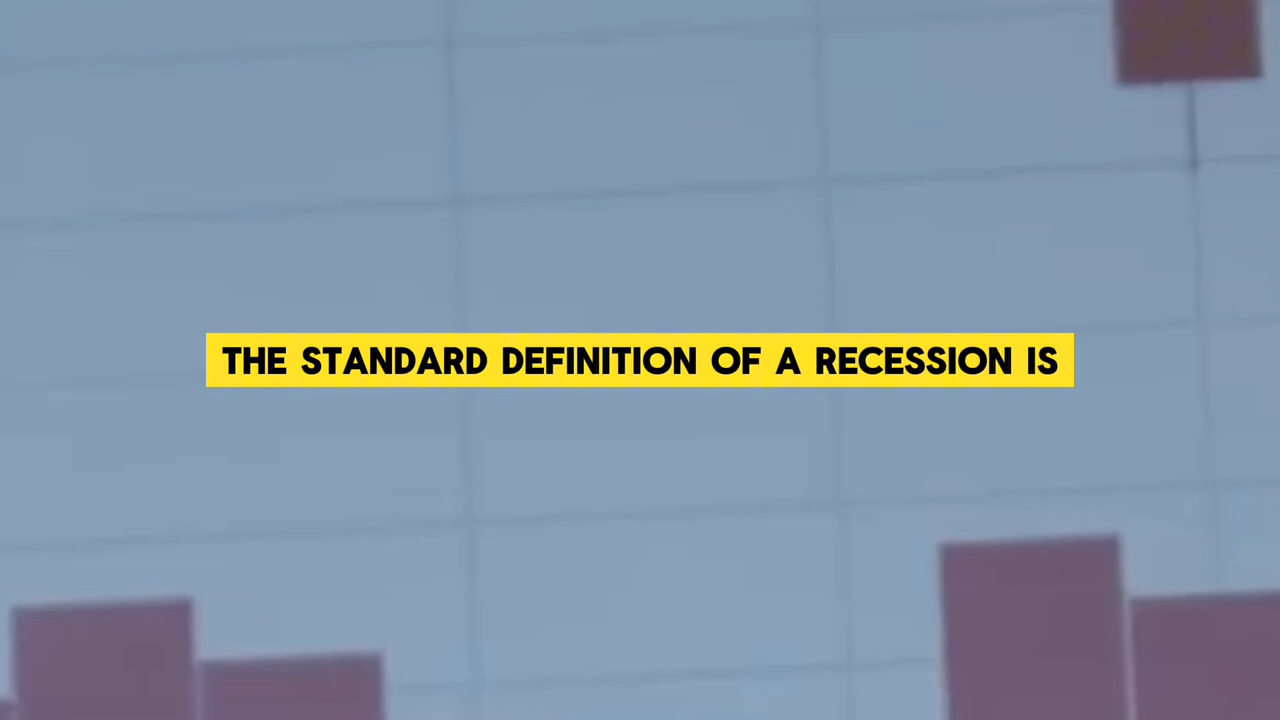 THE STANDARD DEFINITION OF A RECESSION IS